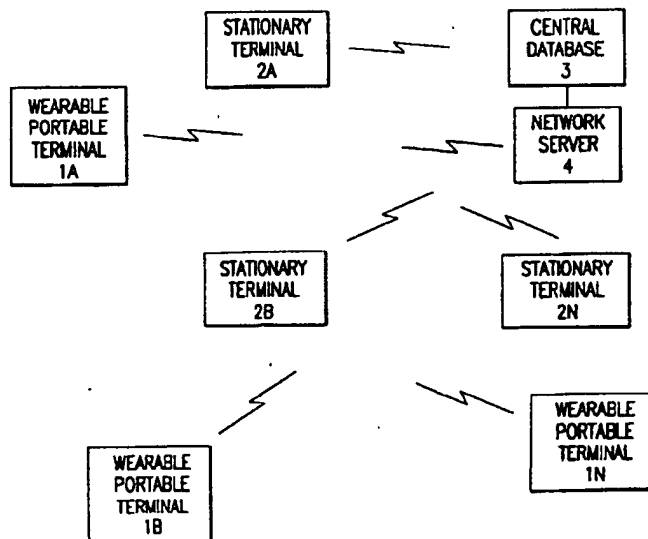 STATIONARY
TERMINAL
2A
CENTRAL
DATABASE
3
WEARABLE
PORTABLE
TERMINAL
1A
NETWORK
SERVER
4
STATIONARY
TERMINAL
2B
STATIONARY
TERMINAL
2N
WEARABLE
PORTABLE
TERMINAL
1N
WEARABLE
PORTABLE
TERMINAL
1B